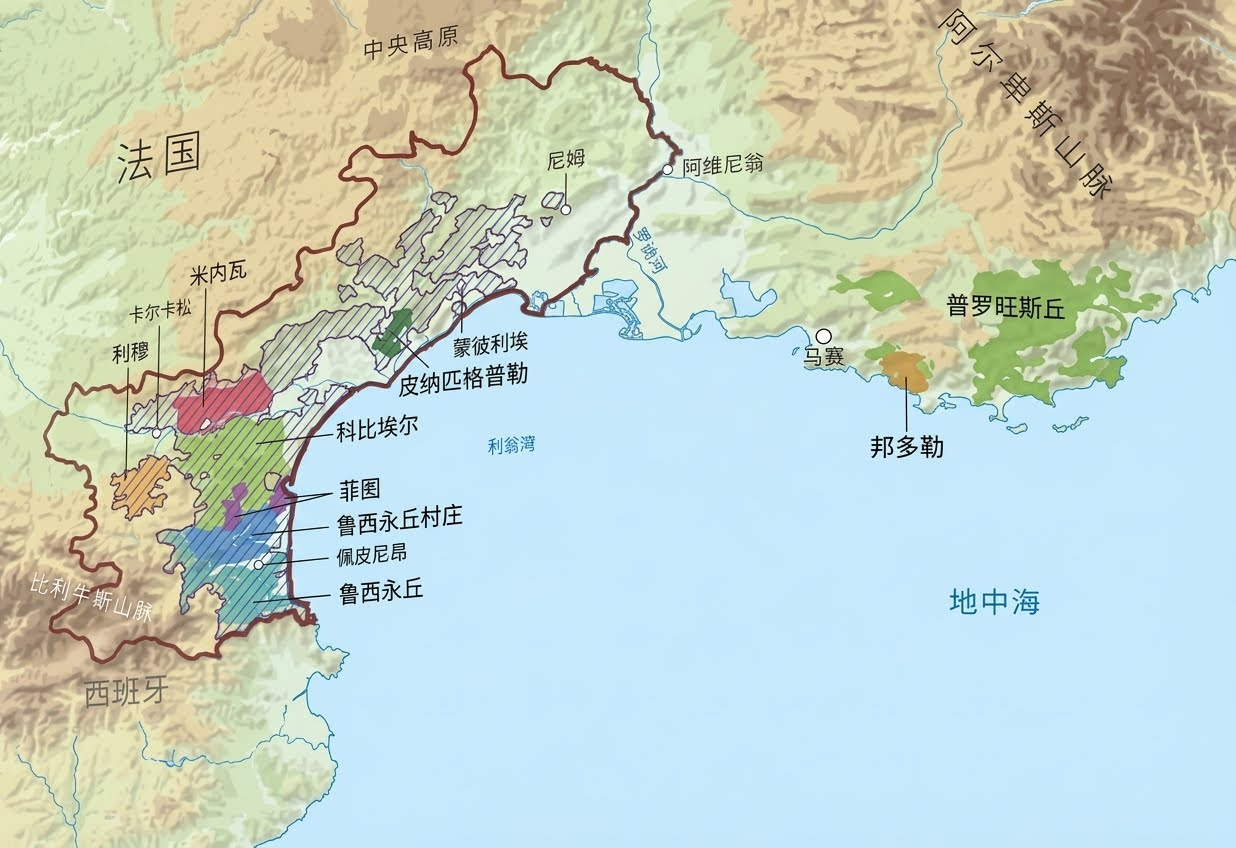 中央高原
阿尔卑斯山脉
法国
尼姆
阿维尼翁
罗讷河
米内瓦
卡尔卡松
利穆
普罗旺斯丘
蒙彼利埃
马赛
皮纳匹格普勒
科比埃尔
利翁湾
邦多勒
菲图
鲁西永丘村庄
佩皮尼昂
鲁西永丘
比利牛斯山脉
地中海
西班牙